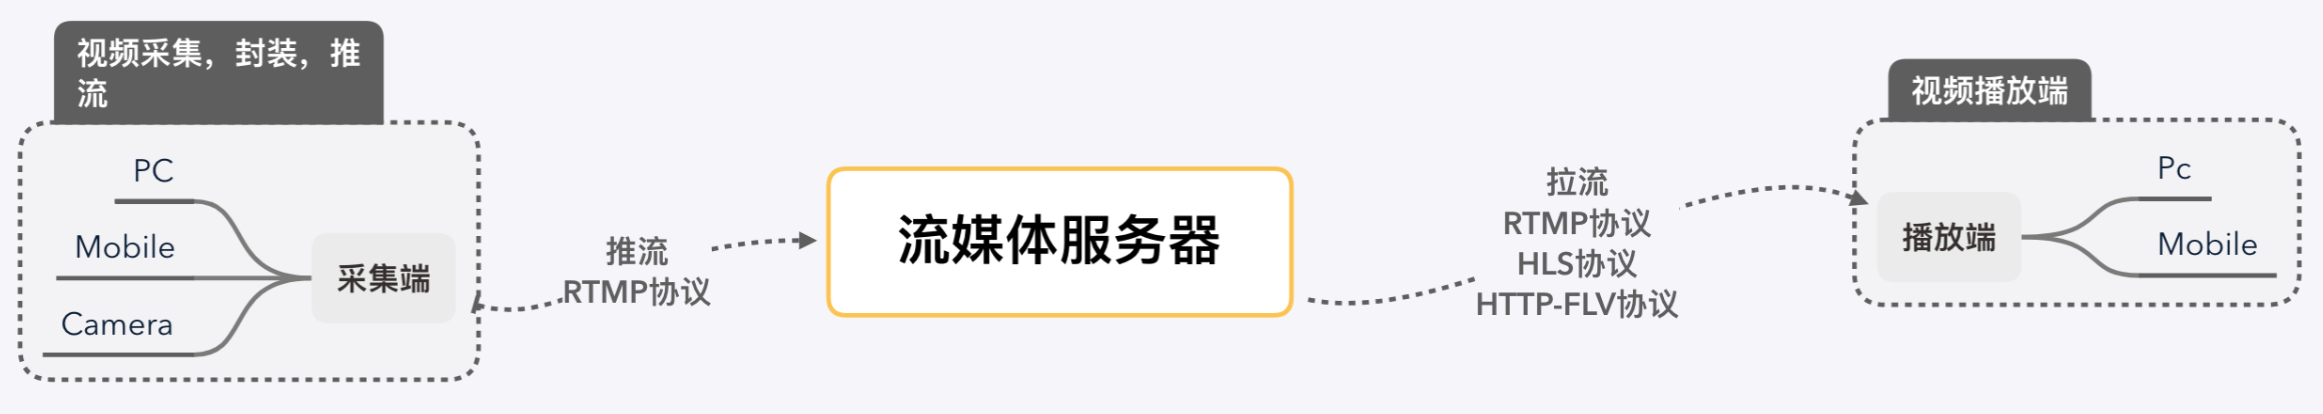 视频采集，封装，推
流
PC
Mobile
Camera
采集端
推流
RTMP协议
流媒体服务器
拉流
RTMP协议
HLS协议
HTTP-FLV协议
视频播放端
播放端
Pc
Mobile